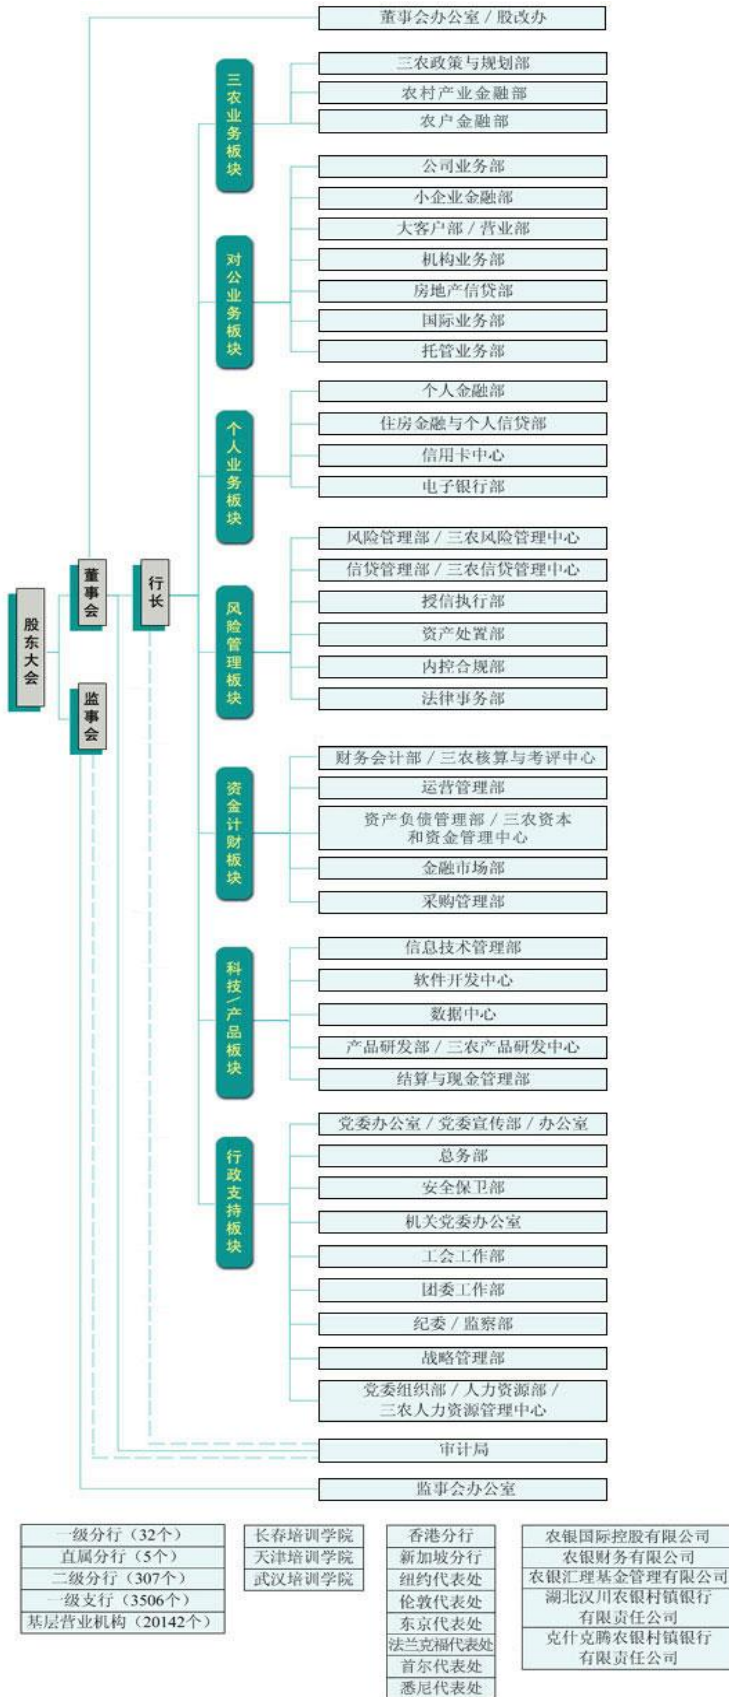 董事会办公室 / 股改办
三农业务板块
三农政策与规划部
农村产业金融部
农户金融部
对公业务板块
公司业务部
小企业金融部
大客户部 / 营业部
机构业务部
房地产信贷部
国际业务部
托管业务部
个人业务板块
个人金融部
住房金融与个人信贷部
信用卡中心
电子银行部
股东大会
董事会
监事会
行长
风险管理板块
风险管理部 / 三农风险管理中心
信贷管理部 / 三农信贷管理中心
授信执行部
资产处置部
内控合规部
法律事务部
资金计财板块
财务会计部 / 三农核算与考评中心
运营管理部
资产负债管理部 / 三农资本
和资金管理中心
金融市场部
采购管理部
科技\产品板块
信息技术管理部
软件开发中心
数据中心
产品研发部 / 三农产品研发中心
结算与现金管理部
行政支持板块
党委办公室 / 党委宣传部 / 办公室
总务部
安全保卫部
机关党委办公室
工会工作部
团委工作部
纪委 / 监察部
战略管理部
党委组织部 / 人力资源部 /
三农人力资源管理中心
审计局
监事会办公室
一级分行（32个）
直属分行（5个）
二级分行（307个）
一级支行（3506个）
基层营业机构（20142个）
长春培训学院
天津培训学院
武汉培训学院
香港分行
新加坡分行
纽约代表处
伦敦代表处
东京代表处
法兰克福代表处
首尔代表处
悉尼代表处
农银国际控股有限公司
农银财务有限公司
农银汇理基金管理有限公司
湖北汉川农银村镇银行
有限责任公司
克什克腾农银村镇银行
有限责任公司